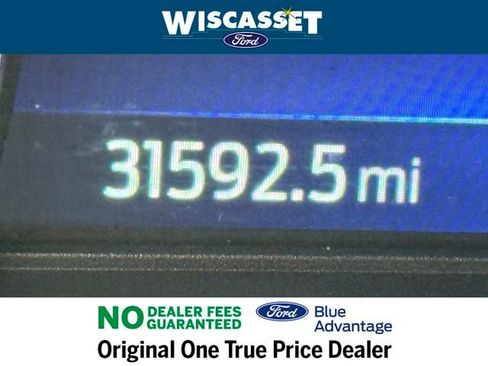 WISCASSET
Ford
31592.5 mi
NO DEALER FEES GUARANTEED
Ford Blue Advantage
Original One True Price Dealer